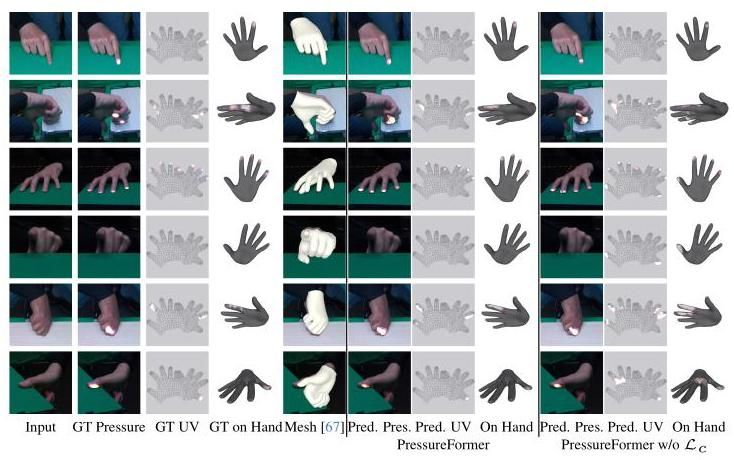 Input GT Pressure GT UV GT on Hand Mesh [67] Pred. Pres. Pred. UV On Hand Pred. Pres. Pred. UV On Hand
PressureFormer PressureFormer w/o ℒ_C